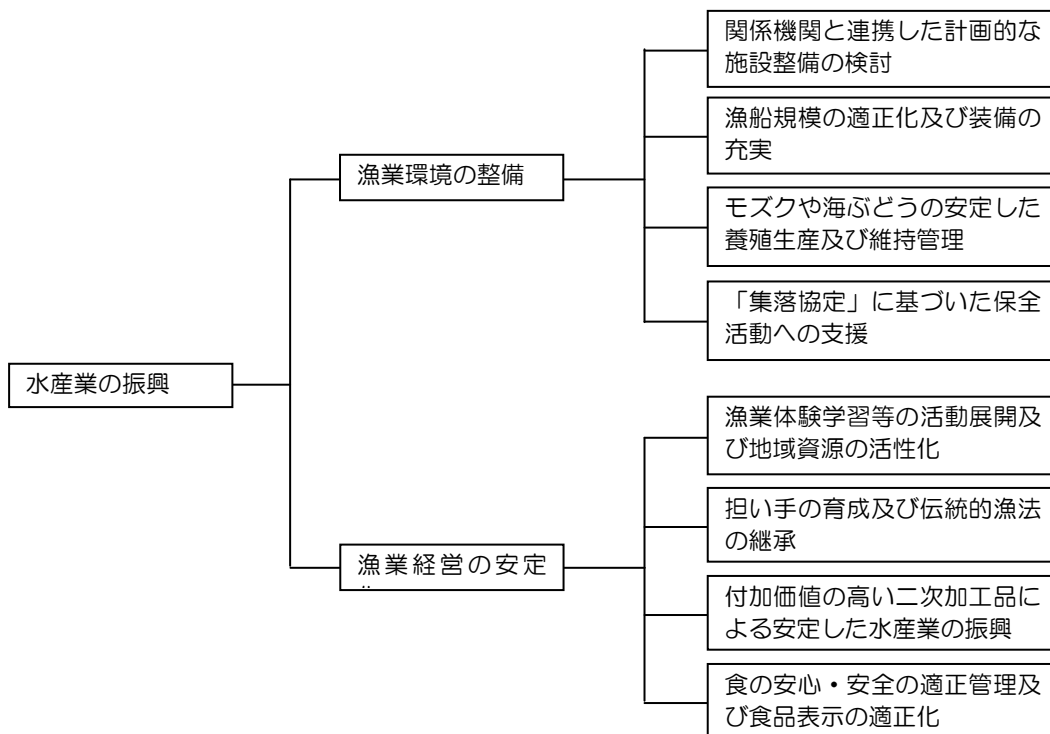 関係機関と連携した計画的な
施設整備の検討
漁船規模の適正化及び装備の
充実
漁業環境の整備
モズクや海ぶどうの安定した
養殖生産及び維持管理
「集落協定」に基づいた保全
活動への支援
水産業の振興
漁業体験学習等の活動展開及
び地域資源の活性化
担い手の育成及び伝統的漁法
の継承
漁業経営の安定
付加価値の高い二次加工品に
よる安定した水産業の振興
食の安心・安全の適正管理及
び食品表示の適正化